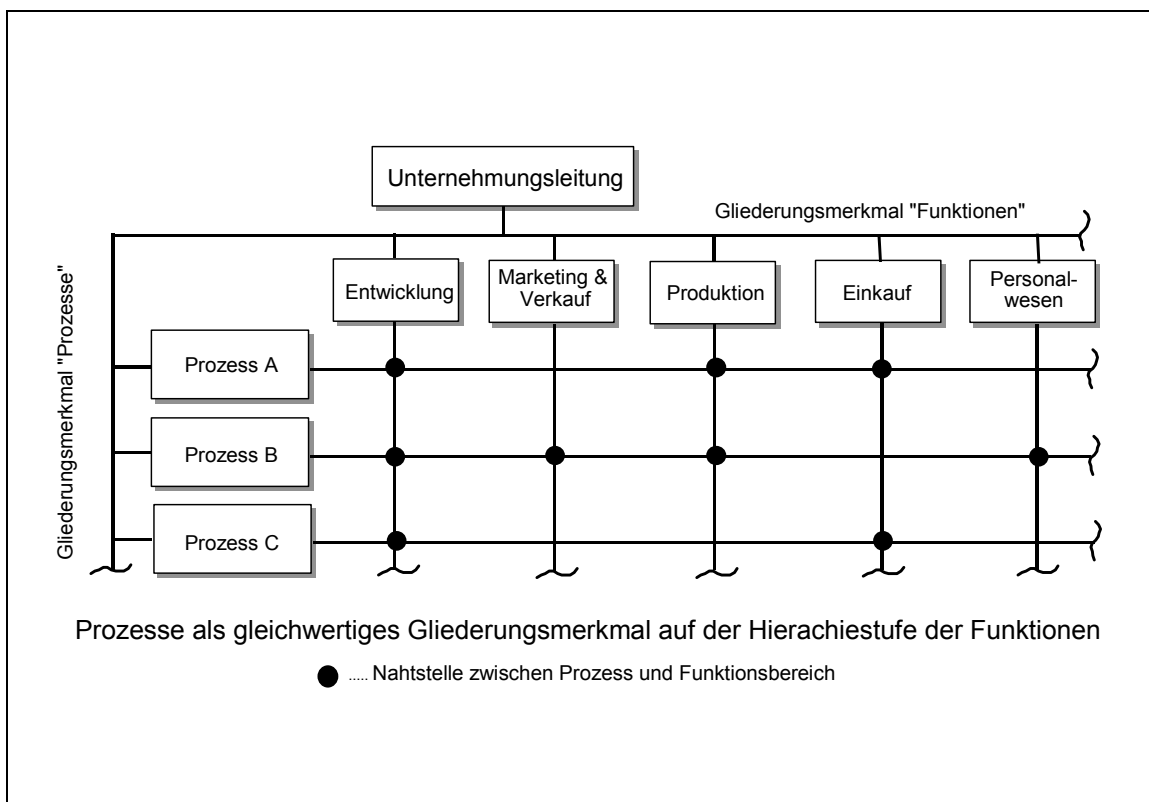 Unternehmungsleitung
Gliederungsmerkmal "Funktionen"
Gliederungsmerkmal "Prozesse"
Entwicklung
Marketing &
Verkauf
Produktion
Einkauf
Personal-
wesen
Prozess A
Prozess B
Prozess C
Prozesse als gleichwertiges Gliederungsmerkmal auf der Hierachiestufe der Funktionen
..... Nahtstelle zwischen Prozess und Funktionsbereich